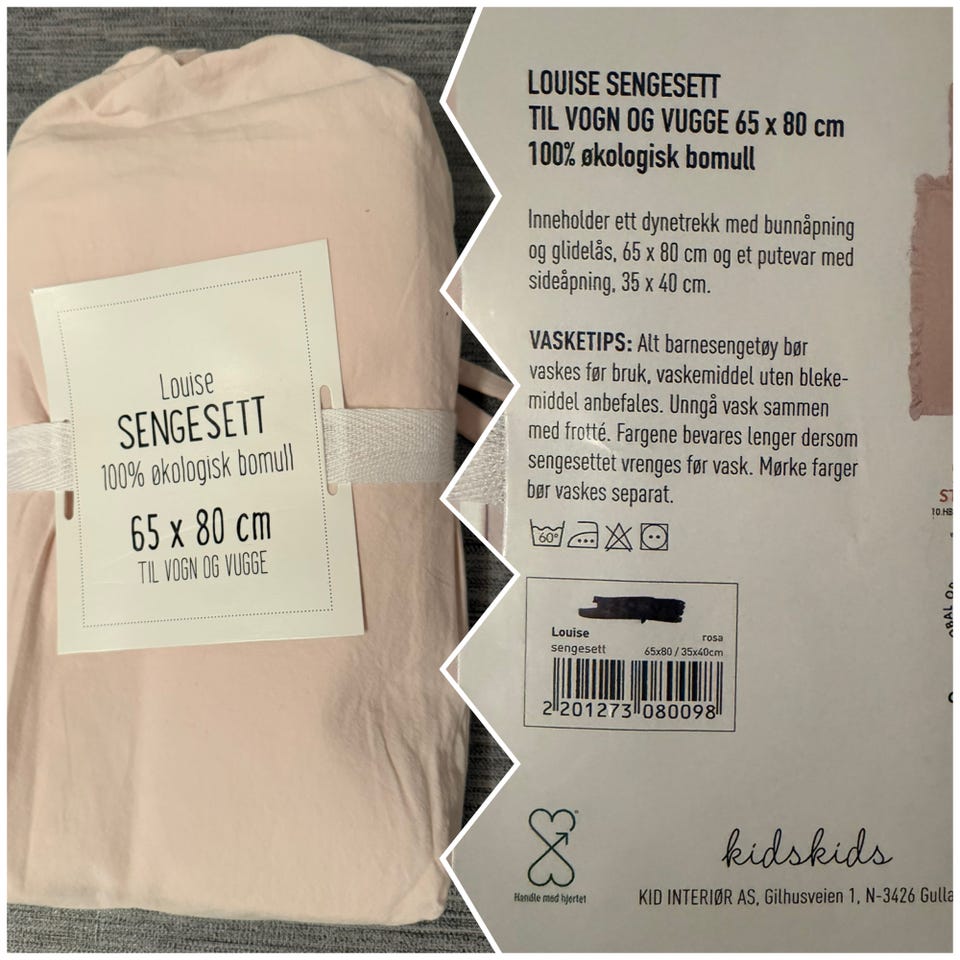 Louise
SENGESETT
100% økologisk bomull
65 x 80 cm
TIL VOGN OG VUGGE
LOUISE SENGESETT
TIL VOGN OG VUGGE 65 x 80 cm
100% økologisk bomull
Inneholder ett dynetrekk med bunnåpning
og glidelås, 65 x 80 cm og et putevar med
sideåpning, 35 x 40 cm.
VASKETIPS: Alt barnesengetøy bør
vaskes før bruk, vaskemiddel uten bleke-
middel anbefales. Unngå vask sammen
med frotté. Fargene bevares lenger dersom
sengesettet vrenges før vask. Mørke farger
bør vaskes separat.
60°
Louise rosa
sengesett 65x80 / 35x40cm
2 201273 080098
Handle med hjertet
kidskids
KID INTERIØR AS, Gilhusveien 1, N-3426 Gulla
ST
10.HB